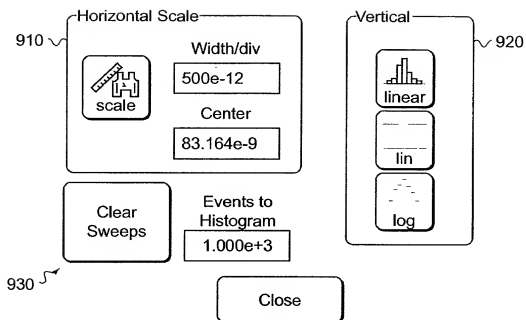 Horizontal Scale
Vertical
910
920
Width/div
500e-12
scale
Center
83.164e-9
linear
lin
log
Clear
Sweeps
Events to
Histogram
1.000e+3
930
Close